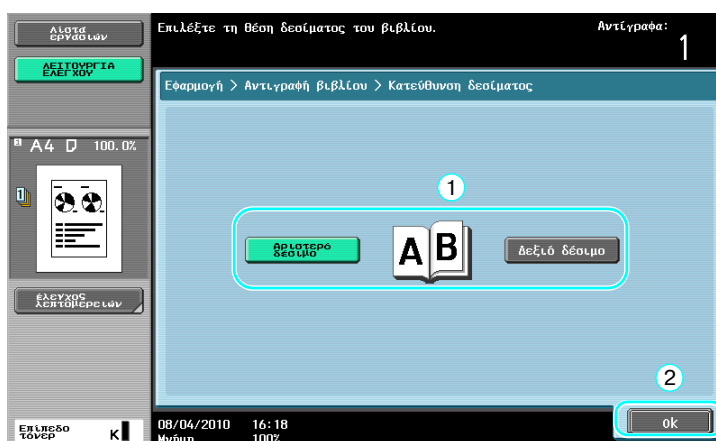 Λίστα
εργασιών
Επιλέξτε τη θέση δεσίματος του βιβλίου.
Αντίγραφα:
1
ΛΕΙΤΟΥΡΓΙΑ
ΕΛΕΓΧΟΥ
Εφαρμογή > Αντιγραφή βιβλίου > Κατεύθυνση δεσίματος
A4 100.0%
1
1
Αριστερό
δέσιμο
A B
Δεξιό δέσιμο
έλεγχος
λεπτομερειών
2
ok
Επίπεδο
τόνερ
K
08/04/2010 16:18
Μνήμη 100%